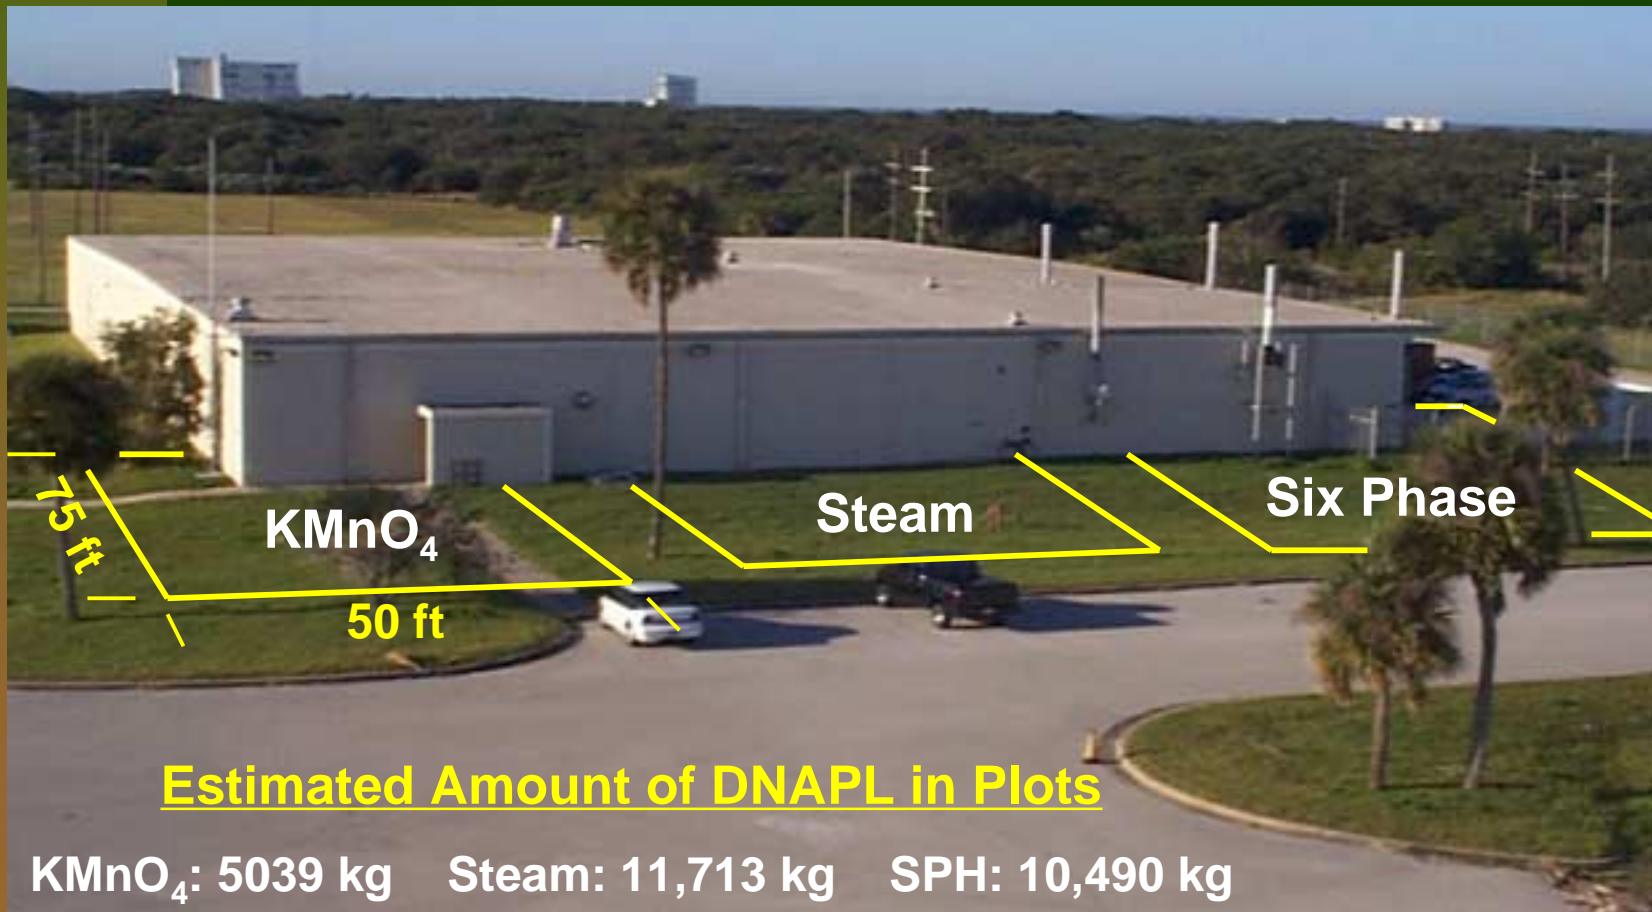 75 ft
KMnO₄
Steam
Six Phase
50 ft
Estimated Amount of DNAPL in Plots
KMnO₄: 5039 kg Steam: 11,713 kg SPH: 10,490 kg